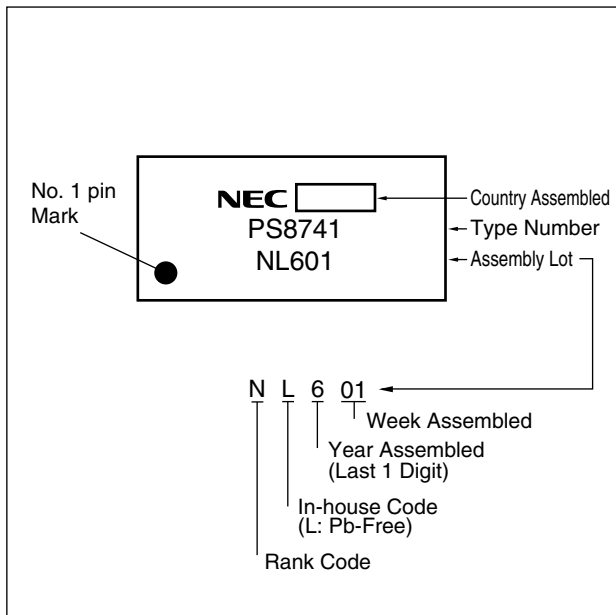 No. 1 pin
Mark
NEC
PS8741
NL601
Country Assembled
Type Number
Assembly Lot
N L 6 01
Week Assembled
Year Assembled
(Last 1 Digit)
In-house Code
(L: Pb-Free)
Rank Code